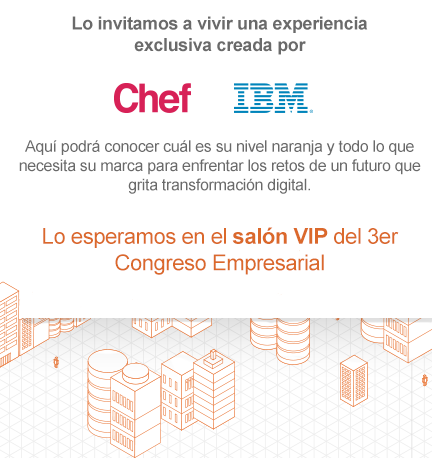 Lo invitamos a vivir una experiencia
exclusiva creada por
Chef IBM.
Aquí podrá conocer cuál es su nivel naranja y todo lo que
necesita su marca para enfrentar los retos de un futuro que
grita transformación digital.
Lo esperamos en el salón VIP del 3er
Congreso Empresarial